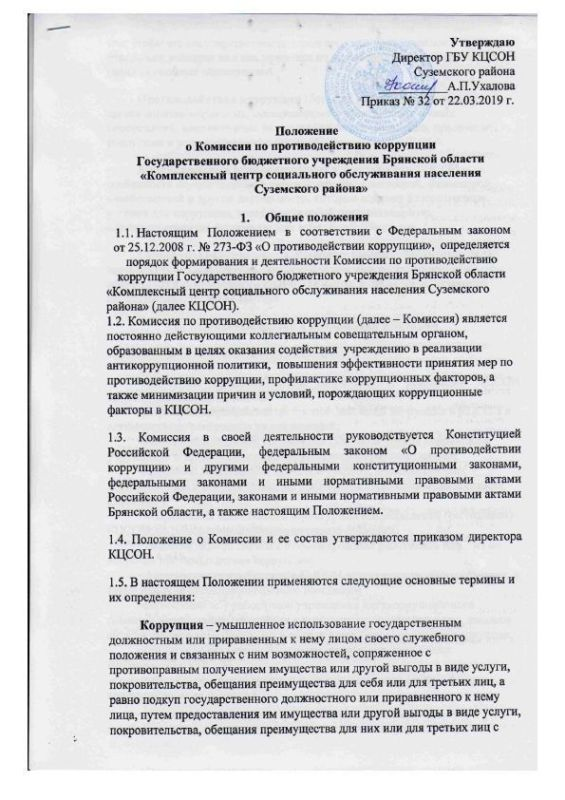 Утверждаю
Директор ГБУ КЦСОН
Суземского района
А.П.Ухалова
Приказ № 32 от 22.03.2019 г.
Положение
о Комиссии по противодействию коррупции
Государственного бюджетного учреждения Брянской области
«Комплексный центр социального обслуживания населения
Суземского района»
1. Общие положения
1.1. Настоящим Положением в соответствии с Федеральным законом
от 25.12.2008 г. № 273-ФЗ «О противодействии коррупции», определяется
порядок формирования и деятельности Комиссии по противодействию
коррупции Государственного бюджетного учреждения Брянской области
«Комплексный центр социального обслуживания населения Суземского
района» (далее КЦСОН).
1.2. Комиссия по противодействию коррупции (далее – Комиссия) является
постоянно действующими коллегиальным совещательным органом,
образованным в целях оказания содействия учреждению в реализации
антикоррупционной политики, повышения эффективности принятия мер по
противодействию коррупции, профилактике коррупционных факторов, а
также минимизации причин и условий, порождающих коррупционные
факторы в КЦСОН.
1.3. Комиссия в своей деятельности руководствуется Конституцией
Российской Федерации, федеральным законом «О противодействии
коррупции» и другими федеральными конституционными законами,
федеральными законами и иными нормативными правовыми актами
Российской Федерации, законами и иными нормативными правовыми актами
Брянской области, а также настоящим Положением.
1.4. Положение о Комиссии и ее состав утверждаются приказом директора
КЦСОН.
1.5. В настоящем Положении применяются следующие основные термины и
их определения:
Коррупция – умышленное использование государственным
должностным или приравненным к нему лицом своего служебного
положения и связанных с ним возможностей, сопряженное с
противоправным получением имущества или другой выгоды в виде услуги,
покровительства, обещания преимущества для себя или для третьих лиц, а
равно подкуп государственного должностного или приравненного к нему
лица, путем предоставления им имущества или другой выгоды в виде услуги,
покровительства, обещания преимущества для них или для третьих лиц с